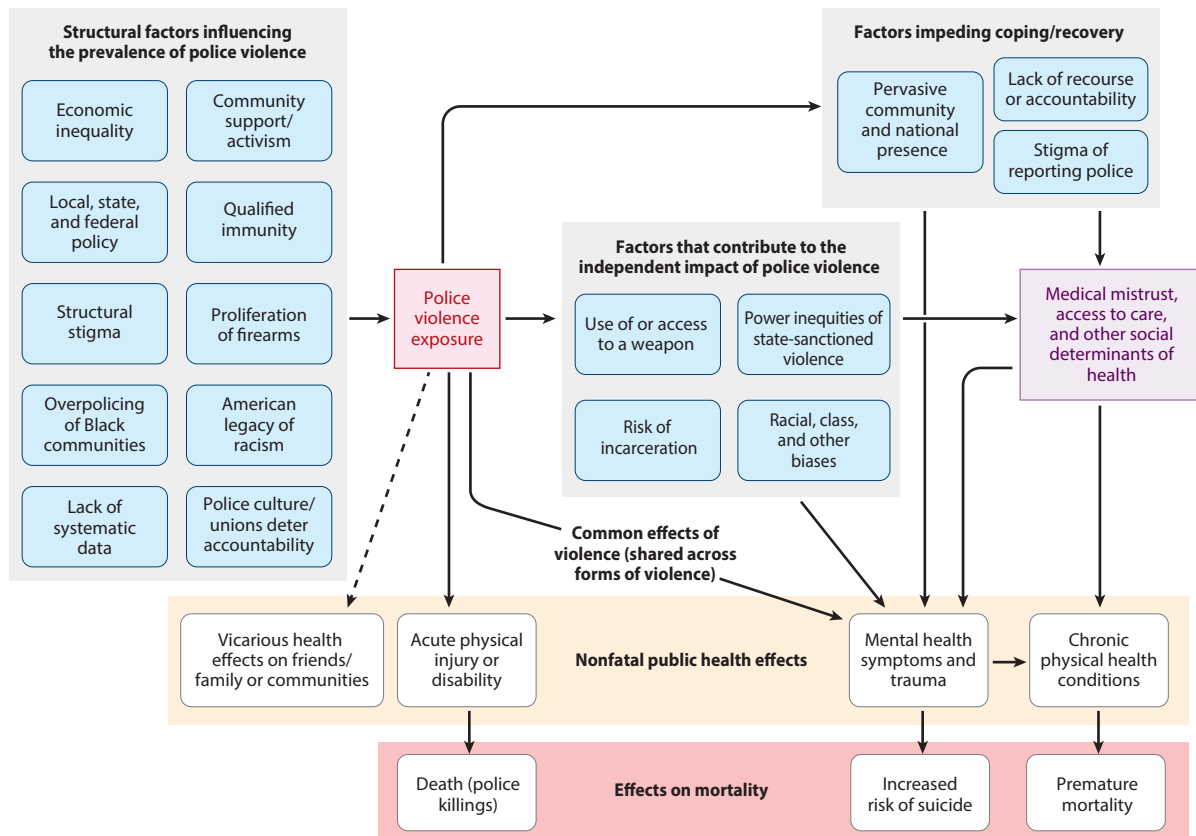 Structural factors influencing
the prevalence of police violence
Economic
inequality
Community
support/
activism
Local, state,
and federal
policy
Qualified
immunity
Structural
stigma
Proliferation
of firearms
Overpolicing
of Black
communities
American
legacy of
racism
Lack of
systematic
data
Police culture/
unions deter
accountability
Police
violence
exposure
Factors that contribute to the
independent impact of police violence
Use of or access
to a weapon
Power inequities of
state-sanctioned
violence
Risk of
incarceration
Racial, class,
and other
biases
Factors impeding coping/recovery
Pervasive
community
and national
presence
Lack of recourse
or accountability
Stigma of
reporting police
Medical mistrust,
access to care,
and other social
determinants of
health
Common effects of
violence (shared across
forms of violence)
Vicarious health
effects on friends/
family or communities
Acute physical
injury or
disability
Nonfatal public health effects
Mental health
symptoms and
trauma
Chronic
physical health
conditions
Death (police
killings)
Effects on mortality
Increased
risk of suicide
Premature
mortality